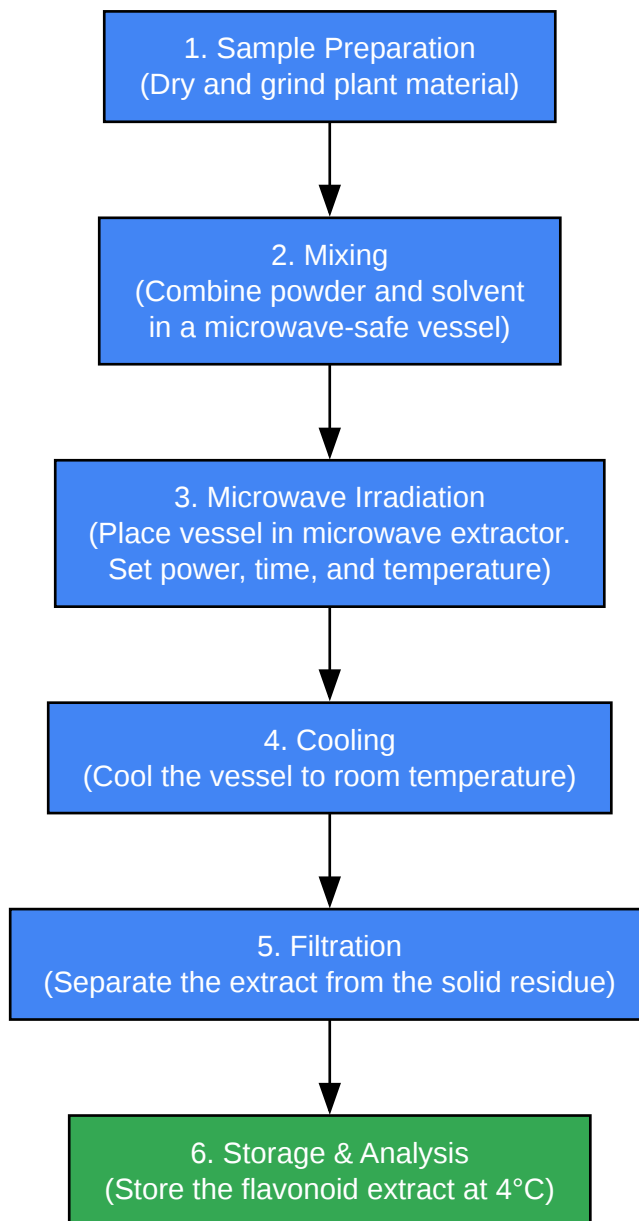 1. Sample Preparation
(Dry and grind plant material)
2. Mixing
(Combine powder and solvent
in a microwave-safe vessel)
3. Microwave Irradiation
(Place vessel in microwave extractor.
Set power, time, and temperature)
4. Cooling
(Cool the vessel to room temperature)
5. Filtration
(Separate the extract from the solid residue)
6. Storage & Analysis
(Store the flavonoid extract at 4°C)